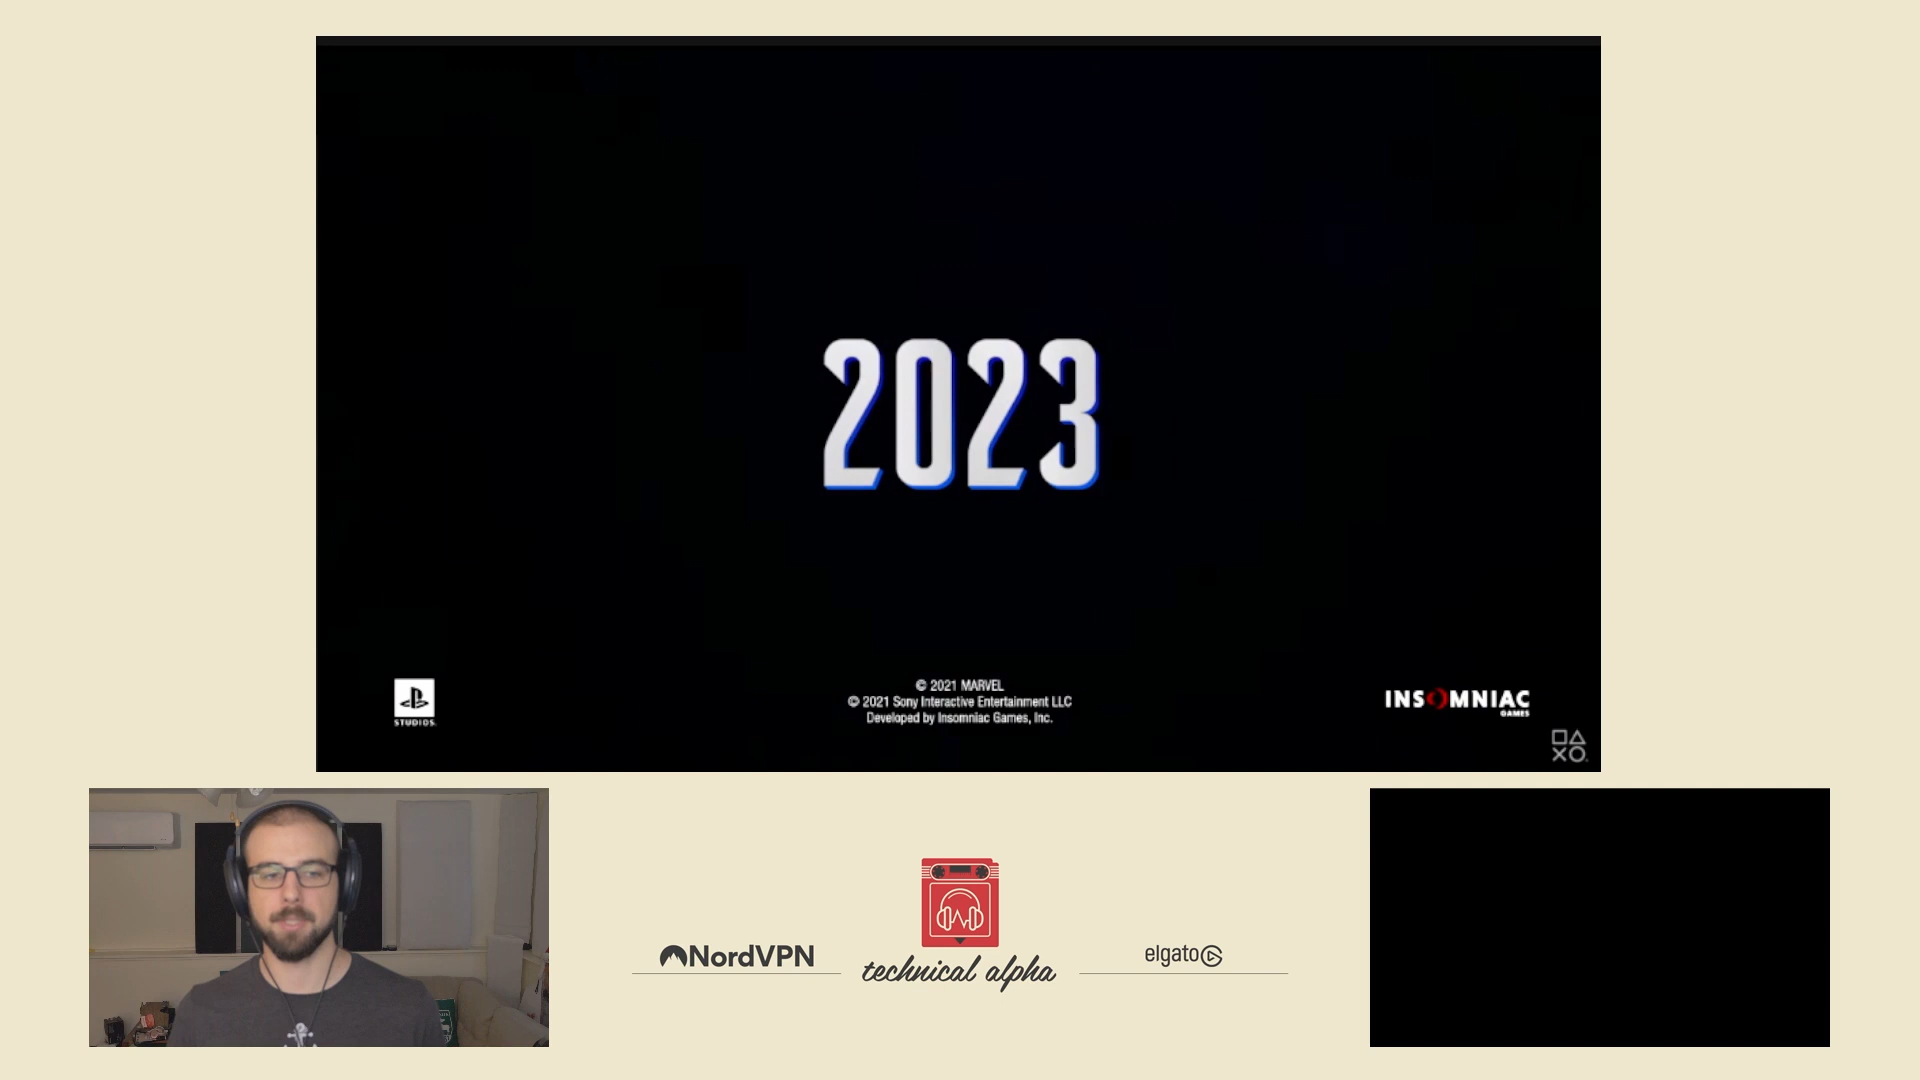 2023
© 2021 MARVEL
© 2021 Sony Interactive Entertainment LLC
Developed by Insomniac Games, Inc.
STUDIOS
INSOMNIAC
GAMES
NordVPN
technical alpha
elgato